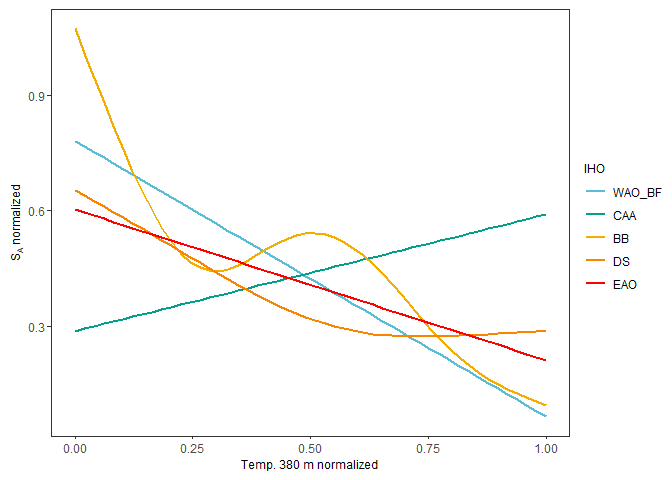 0.9
0.6
0.3
S_A normalized
0.00 0.25 0.50 0.75 1.00
Temp. 380 m normalized
IHO
WAO_BF
CAA
BB
DS
EAO